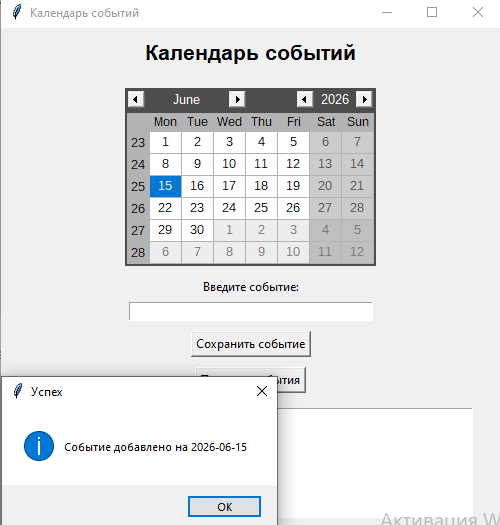 Календарь событий
Календарь событий
June 2026
Mon Tue Wed Thu Fri Sat Sun
23 1 2 3 4 5 6 7
24 8 9 10 11 12 13 14
25 15 16 17 18 19 20 21
26 22 23 24 25 26 27 28
27 29 30 1 2 3 4 5
28 6 7 8 9 10 11 12
Введите событие:
Сохранить событие
Успех
Событие добавлено на 2026-06-15
OK
Активация W